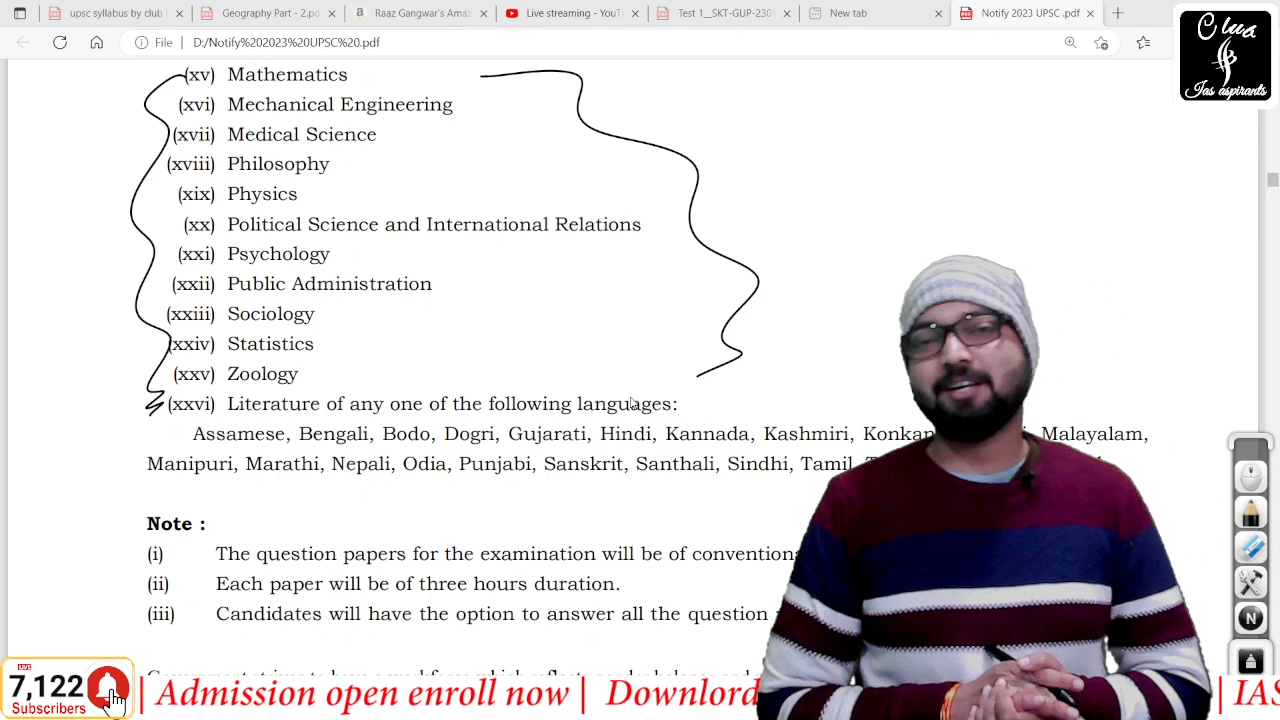 upsc syllabus by club
Geography Part - 2.pd
Raaz Gangwar's Amaz
Live streaming - YouT
Test 1__SKT-GUP-2301
New tab
Notify 2023 UPSC .pdf
File | D:/Notify%202023%20UPSC%20.pdf
Clua
Ias aspirants
(xv) Mathematics
(xvi) Mechanical Engineering
(xvii) Medical Science
(xviii) Philosophy
(xix) Physics
(xx) Political Science and International Relations
(xxi) Psychology
(xxii) Public Administration
(xxiii) Sociology
(xxiv) Statistics
(xxv) Zoology
(xxvi) Literature of any one of the following languages:
Assamese, Bengali, Bodo, Dogri, Gujarati, Hindi, Kannada, Kashmiri, Konkan Malayalam,
Manipuri, Marathi, Nepali, Odia, Punjabi, Sanskrit, Santhali, Sindhi, Tamil,
Note :
(i) The question papers for the examination will be of conventiona
(ii) Each paper will be of three hours duration.
(iii) Candidates will have the option to answer all the question
N
LIVE
7,122
Subscribers
| Admission open enroll now | Downlord | IAS